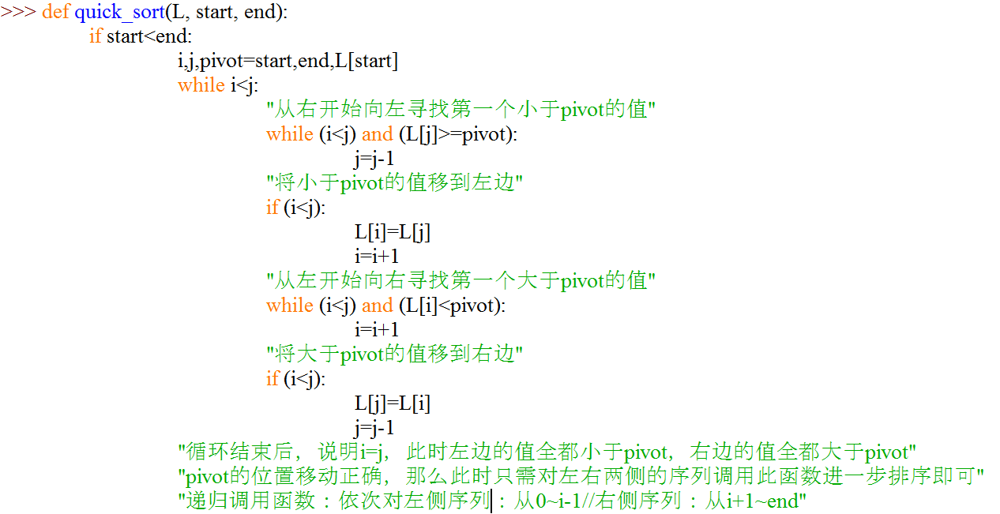 >>> def quick_sort(L, start, end):
if start<end:
i,j,pivot=start,end,L[start]
while i<j:
"从右开始向左寻找第一个小于pivot的值"
while (i<j) and (L[j]>=pivot):
j=j-1
"将小于pivot的值移到左边"
if (i<j):
L[i]=L[j]
i=i+1
"从左开始向右寻找第一个大于pivot的值"
while (i<j) and (L[i]<pivot):
i=i+1
"将大于pivot的值移到右边"
if (i<j):
L[j]=L[i]
j=j-1
"循环结束后，说明i=j，此时左边的值全都小于pivot，右边的值全都大于pivot"
"pivot的位置移动正确，那么此时只需对左右两侧的序列调用此函数进一步排序即可"
"递归调用函数：依次对左侧序列：从0~i-1//右侧序列：从i+1~end"